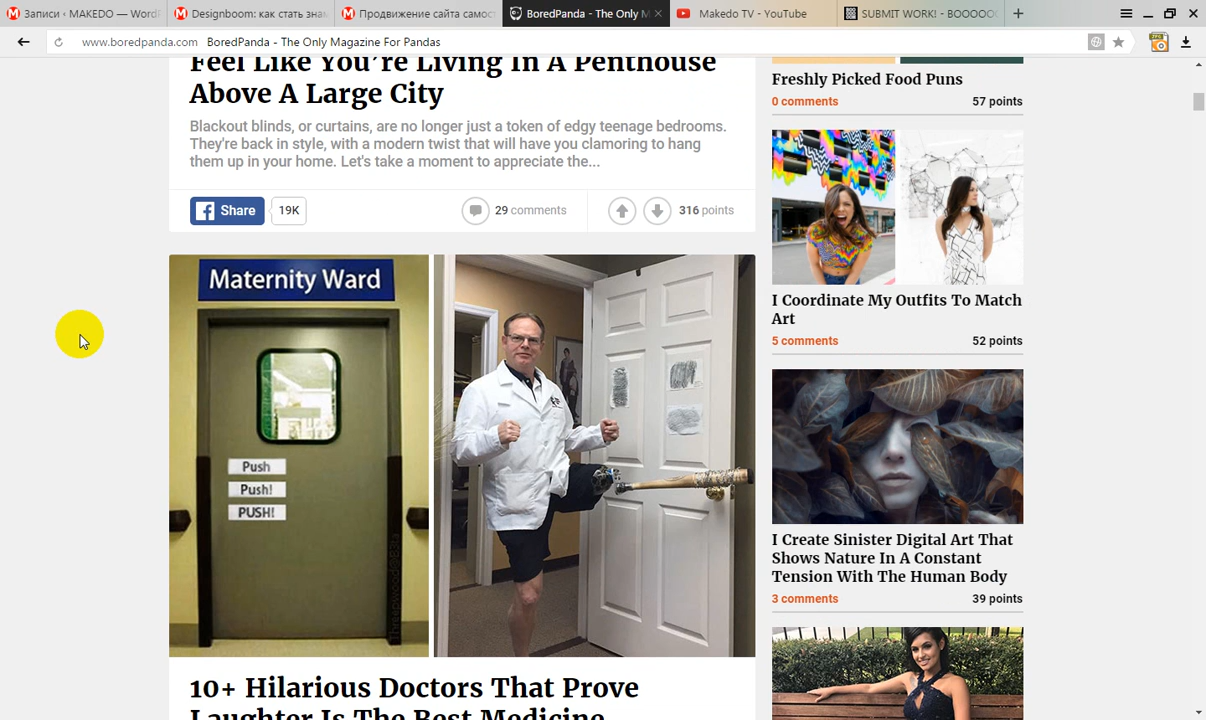 Записи ‹ MAKEDO — Word
Designboom: как стать зна
Продвижение сайта самос
BoredPanda - The Only M
Makedo TV - YouTube
SUBMIT WORK! - BOOOOO
www.boredpanda.com BoredPanda - The Only Magazine For Pandas
Feel Like You’re Living In A Penthouse
Above A Large City
Blackout blinds, or curtains, are no longer just a token of edgy teenage bedrooms.
They're back in style, with a modern twist that will have you clamoring to hang
them up in your home. Let's take a moment to appreciate the...
Share 19K 29 comments 316 points
Maternity Ward
Push
Push!
PUSH!
10+ Hilarious Doctors That Prove
Laughter Is The Best Medicine
Freshly Picked Food Puns
0 comments 57 points
I Coordinate My Outfits To Match
Art
5 comments 52 points
I Create Sinister Digital Art That
Shows Nature In A Constant
Tension With The Human Body
3 comments 39 points